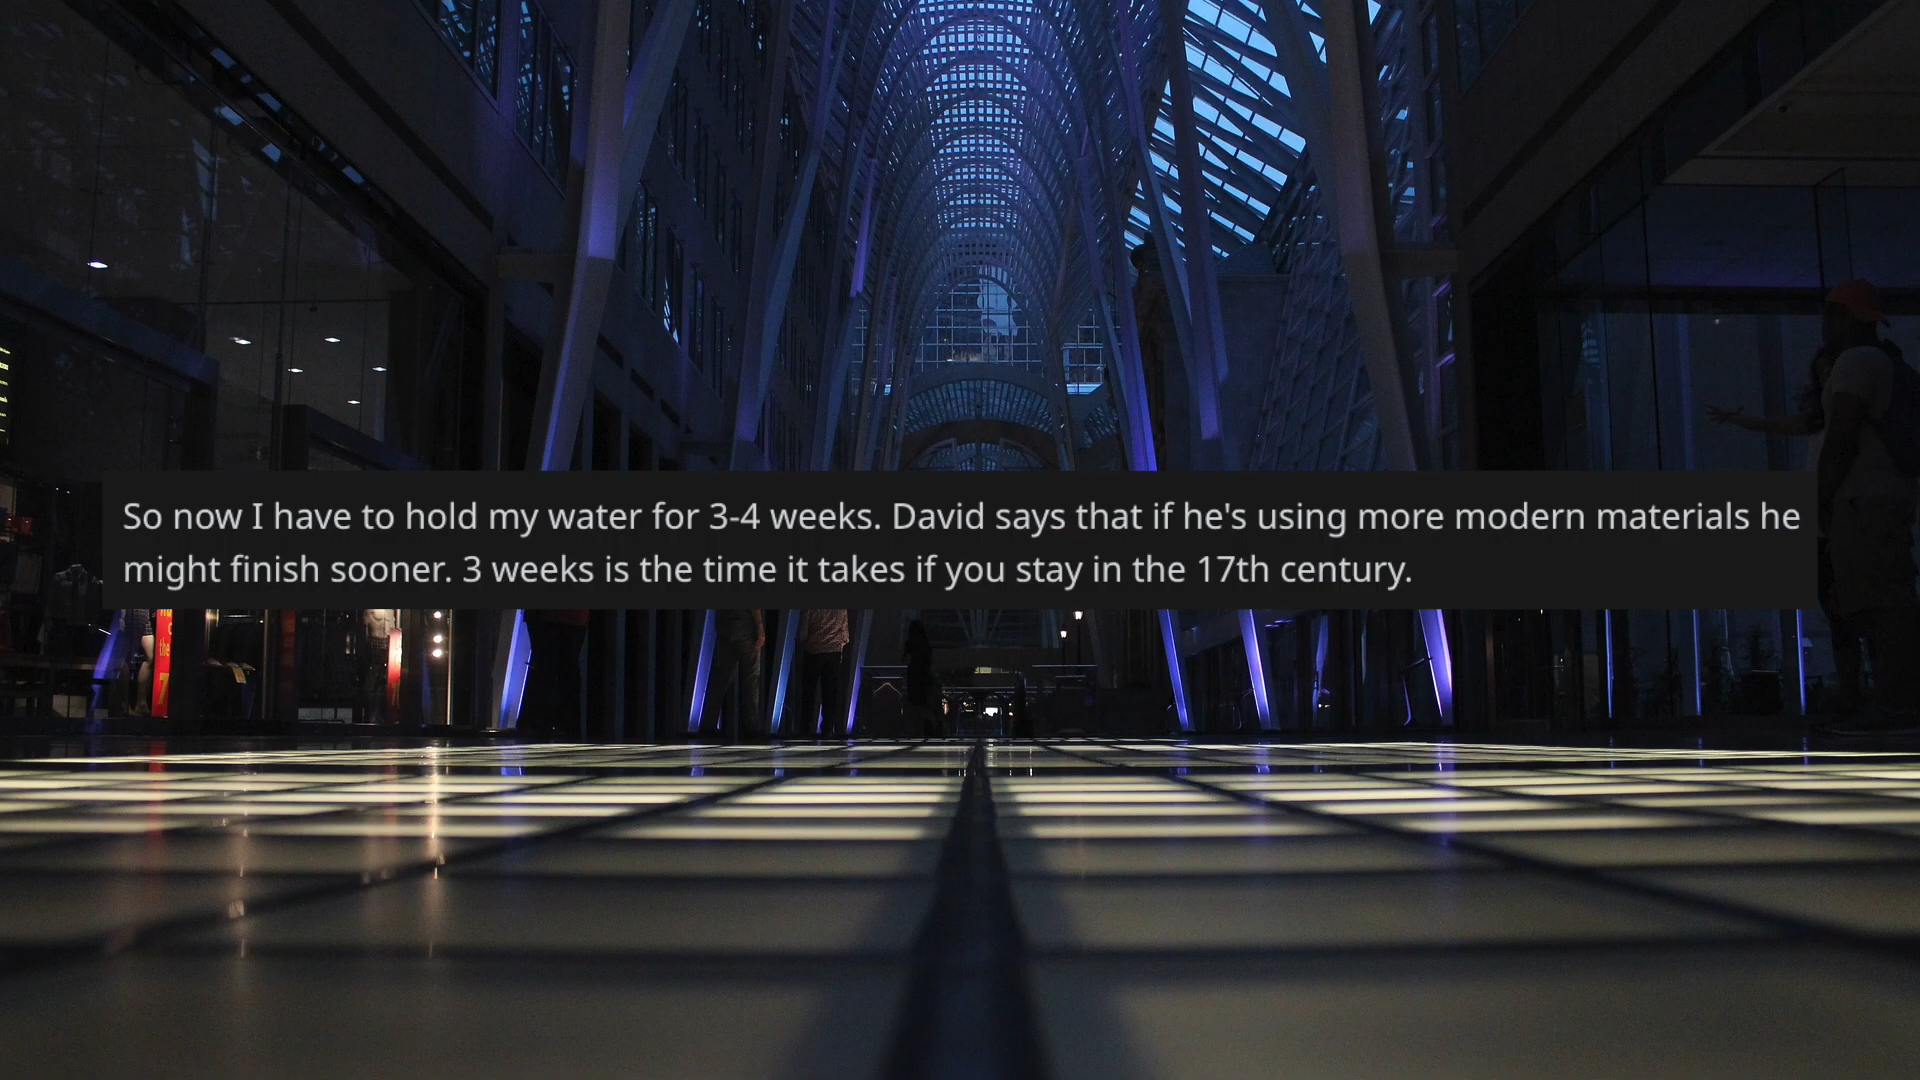 So now I have to hold my water for 3-4 weeks. David says that if he's using more modern materials he
might finish sooner. 3 weeks is the time it takes if you stay in the 17th century.